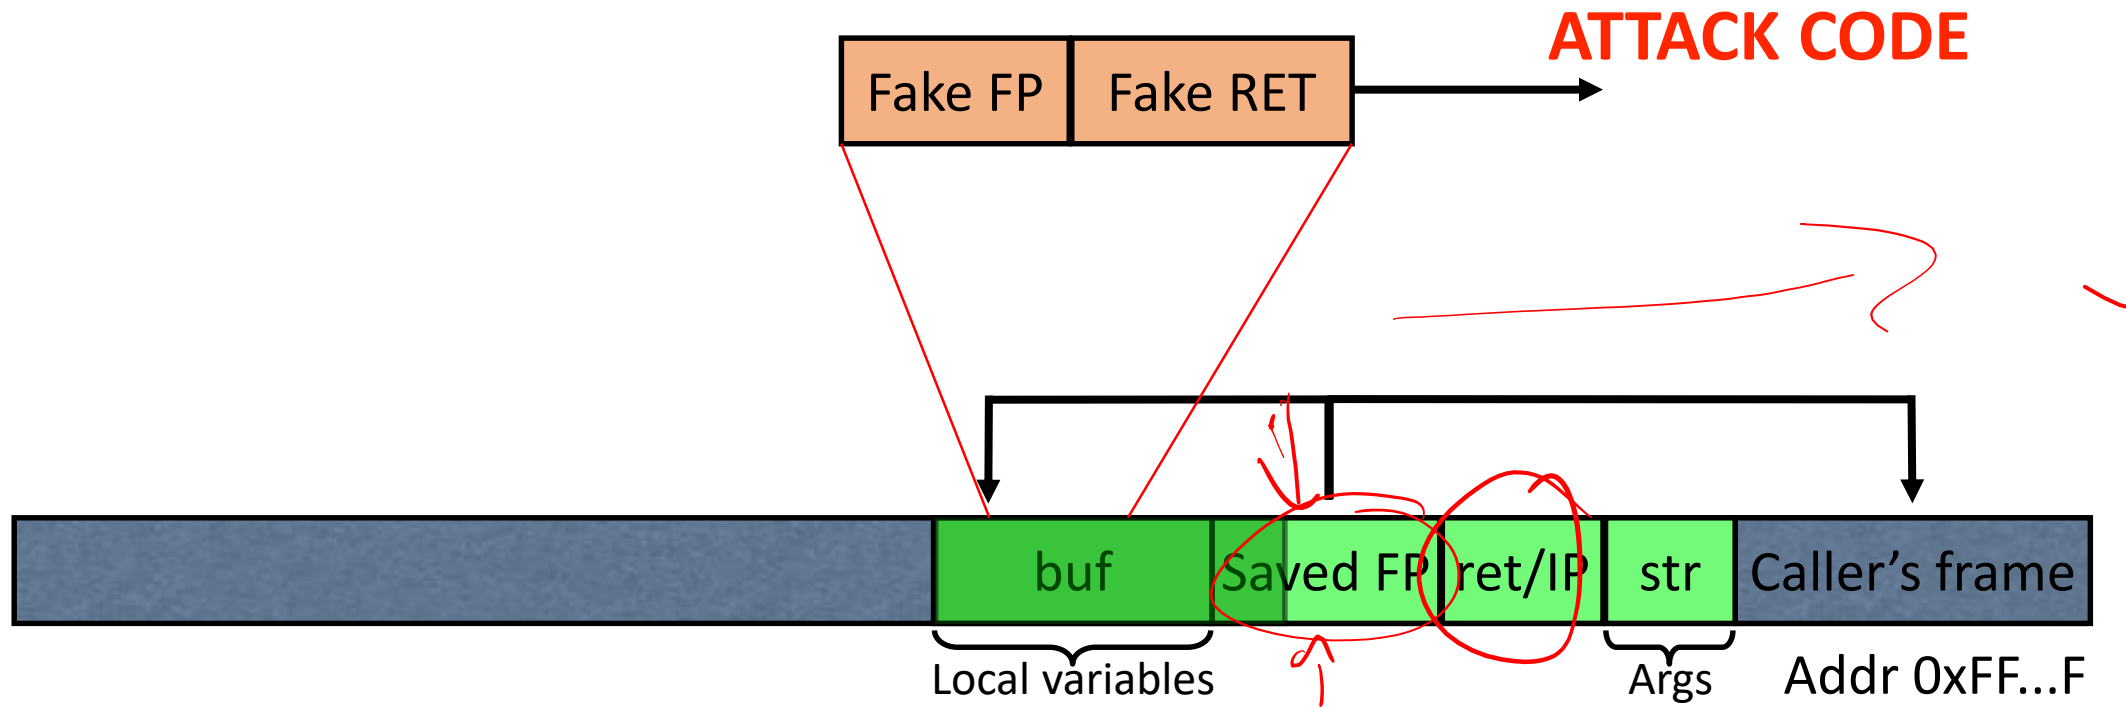 ATTACK CODE
Fake FP Fake RET
buf Saved FP ret/IP str Caller’s frame
Local variables Args Addr 0xFF...F